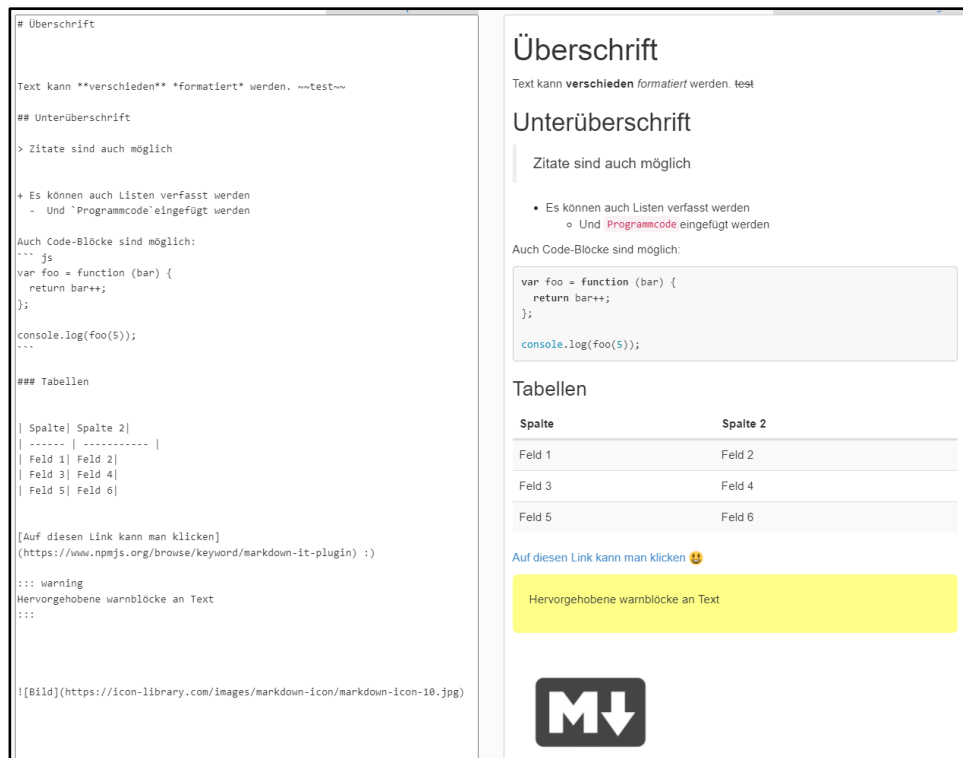 # Überschrift
Text kann **verschieden** *formatiert* werden. ~~test~~
## Unterüberschrift
> Zitate sind auch möglich
+ Es können auch Listen verfasst werden
  -  Und `Programmcode`eingefügt werden
Auch Code-Blöcke sind möglich:
``` js
var foo = function (bar) {
  return bar++;
};
console.log(foo(5));
```
### Tabellen
| Spalte| Spalte 2|
| ------ | ----------- |
| Feld 1| Feld 2|
| Feld 3| Feld 4|
| Feld 5| Feld 6|
[Auf diesen Link kann man klicken]
(https://www.npmjs.org/browse/keyword/markdown-it-plugin) :)
::: warning
Hervorgehobene warnblöcke an Text
:::
![Bild](https://icon-library.com/images/markdown-icon/markdown-icon-10.jpg)
Überschrift
Text kann verschieden formatiert werden. test
Unterüberschrift
Zitate sind auch möglich
Es können auch Listen verfasst werden
Und Programmcode eingefügt werden
Auch Code-Blöcke sind möglich:
var foo = function (bar) {
  return bar++;
};
console.log(foo(5));
Tabellen
Spalte Spalte 2
Feld 1 Feld 2
Feld 3 Feld 4
Feld 5 Feld 6
Auf diesen Link kann man klicken 😃
Hervorgehobene warnblöcke an Text
M